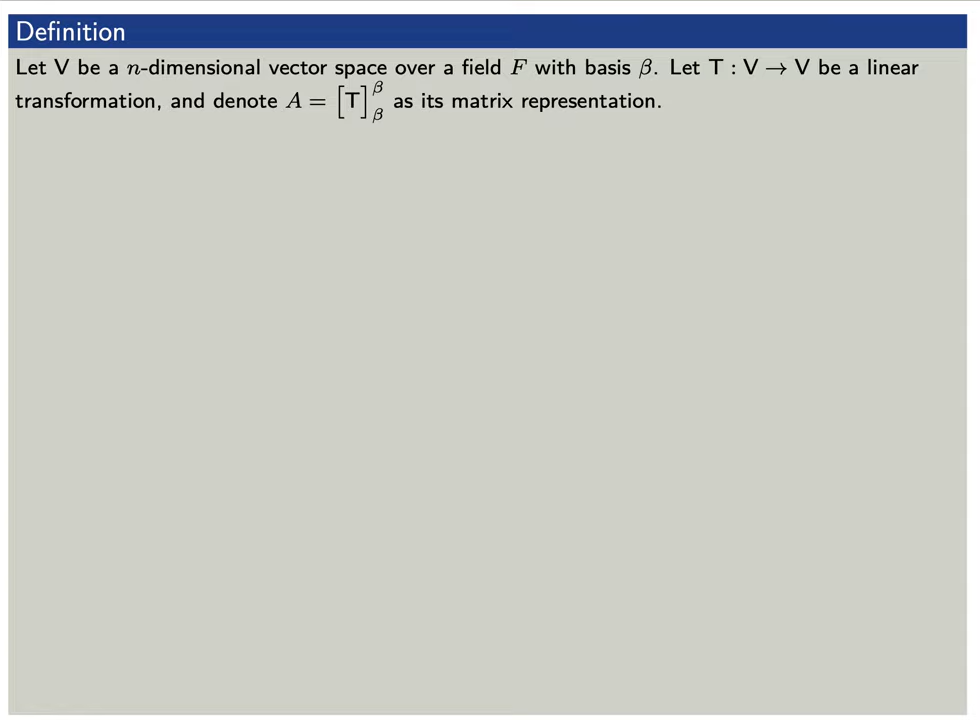 Definition
Let V be a n-dimensional vector space over a field F with basis β. Let T : V → V be a linear
transformation, and denote A = [T]^β_β as its matrix representation.